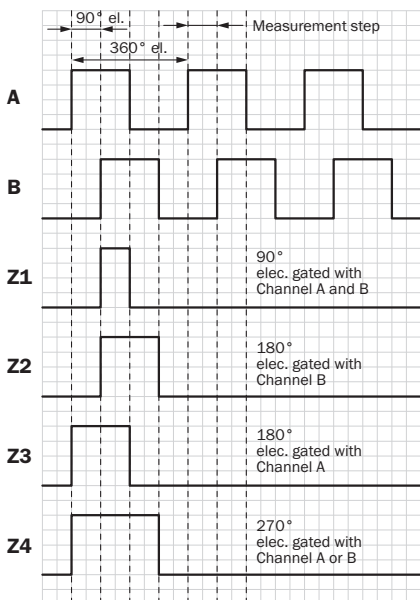 90° el.
Measurement step
360° el.
A
B
Z1
90°
elec. gated with
Channel A and B
Z2
180°
elec. gated with
Channel B
Z3
180°
elec. gated with
Channel A
Z4
270°
elec. gated with
Channel A or B